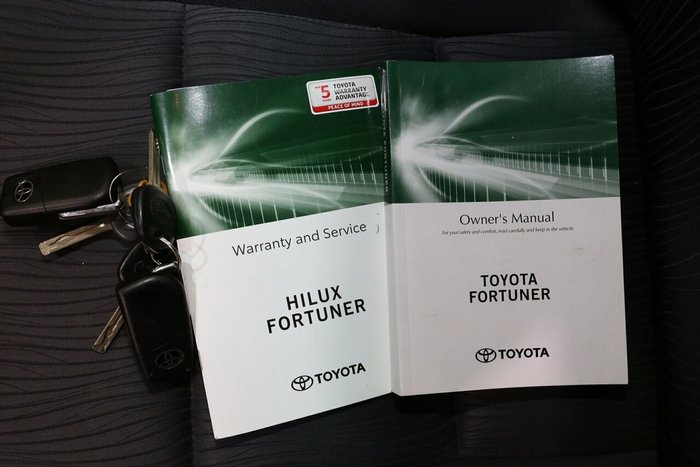 5
YEARS
TOYOTA
WARRANTY
ADVANTAGE
PEACE OF MIND
Warranty and Service
HILUX
FORTUNER
TOYOTA
Owner's Manual
For your safety and comfort, read carefully and keep in the vehicle.
TOYOTA
FORTUNER
TOYOTA